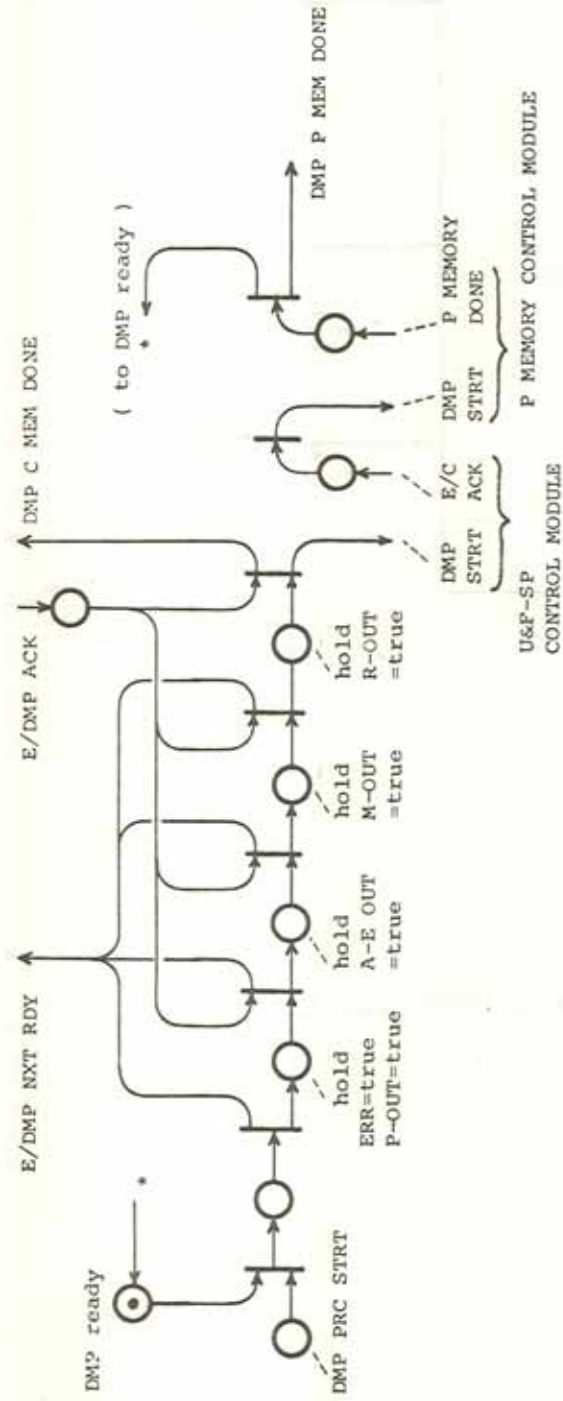 DMP ready
*
DMP PRC STRT
E/DMP NXT RDY
hold
ERR=true
P-OUT=true
hold
A-E OUT
=true
hold
M-OUT
=true
hold
R-OUT
=true
E/DMP ACK
DMP C MEM DONE
( to DMP ready )
*
DMP P MEM DONE
DMP
STRT
E/C
ACK
U&F-SP
CONTROL MODULE
DMP
STRT
P MEMORY
DONE
P MEMORY CONTROL MODULE